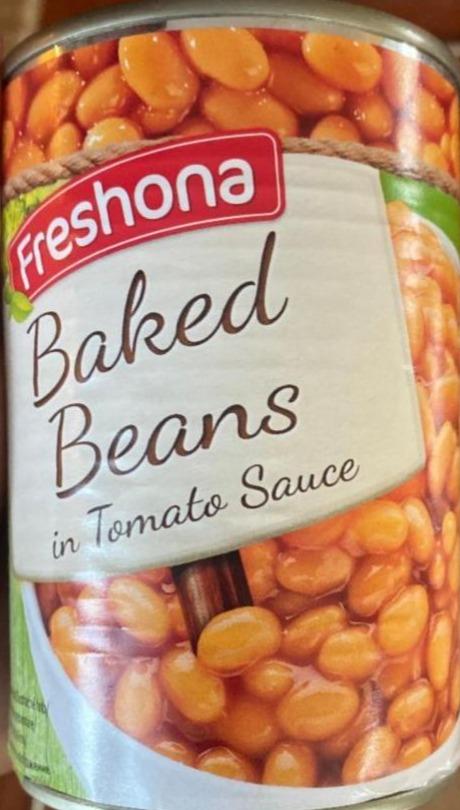 Freshona
Baked
Beans
in Tomato Sauce